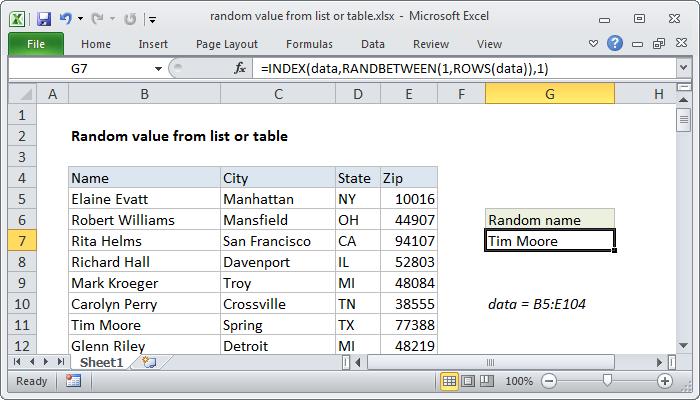 random value from list or table.xlsx - Microsoft Excel
File Home Insert Page Layout Formulas Data Review View
G7 fx =INDEX(data,RANDBETWEEN(1,ROWS(data)),1)
A B C D E F G H
1
2 Random value from list or table
3
4 Name City State Zip
5 Elaine Evatt Manhattan NY 10016
6 Robert Williams Mansfield OH 44907 Random name
7 Rita Helms San Francisco CA 94107 Tim Moore
8 Richard Hall Davenport IL 52803
9 Mark Kroeger Troy MI 48084
10 Carolyn Perry Crossville TN 38555 data = B5:E104
11 Tim Moore Spring TX 77388
12 Glenn Riley Detroit MI 48219
Sheet1
Ready 100%